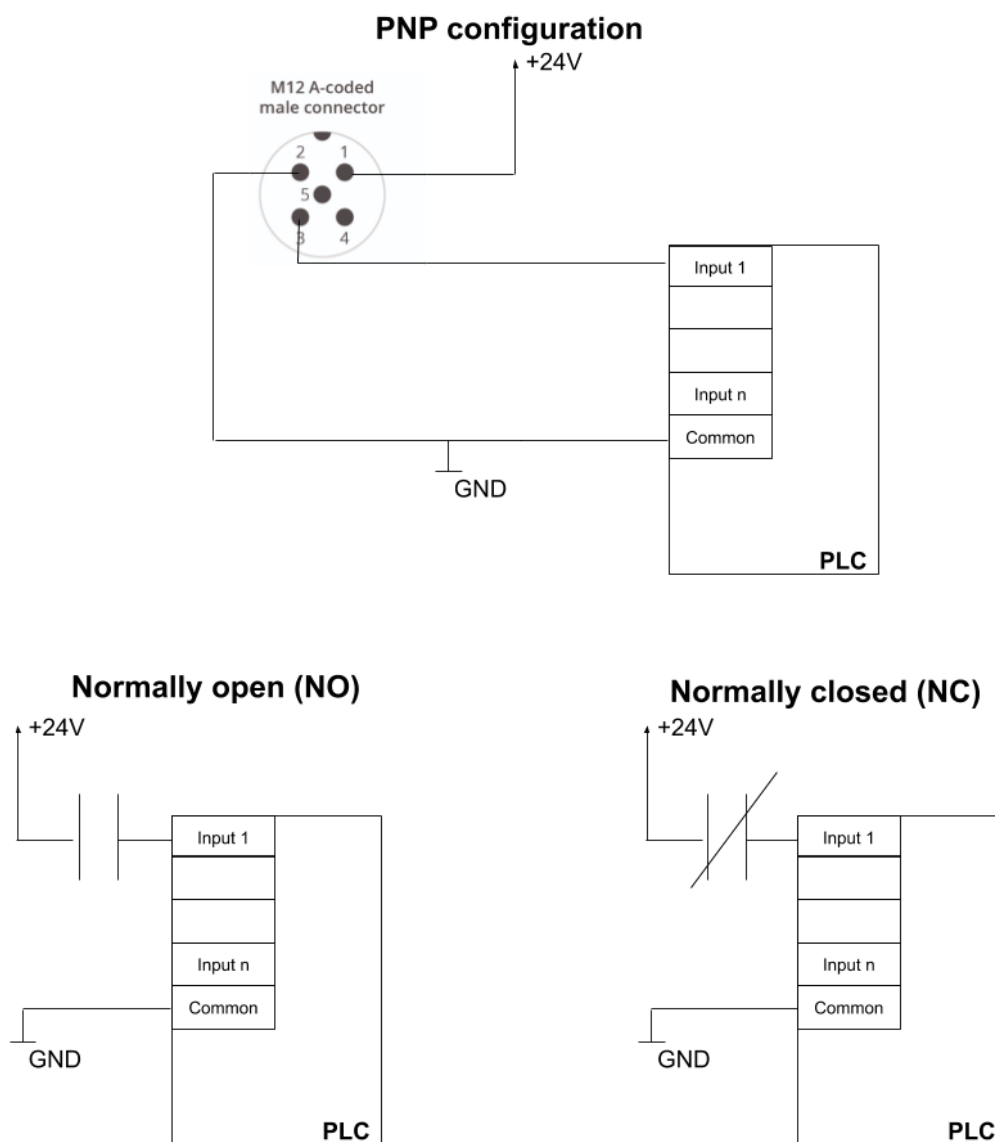 PNP configuration
+24V
M12 A-coded
male connector
2 1
5
3 4
Input 1
Input n
Common
GND
PLC
Normally open (NO)
+24V
Input 1
Input n
Common
GND
PLC
Normally closed (NC)
+24V
Input 1
Input n
Common
GND
PLC